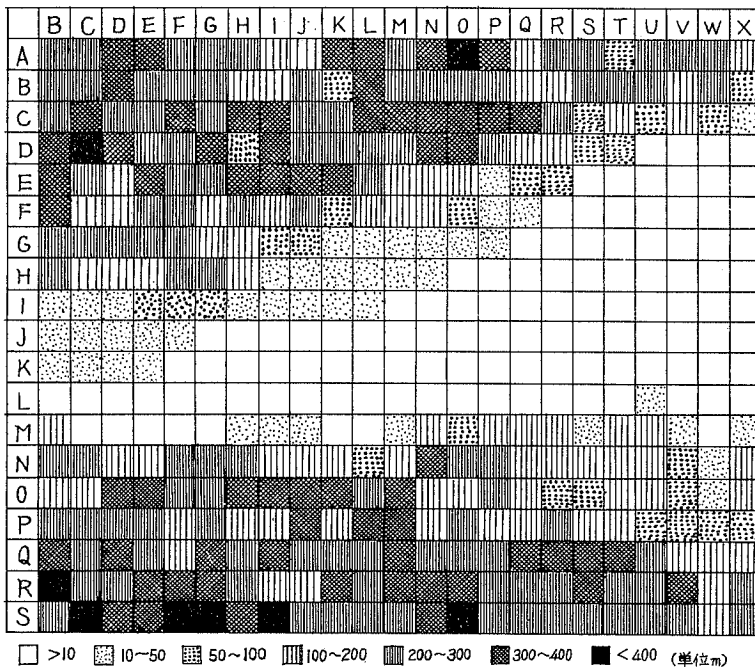 B C D E F G H I J K L M N O P Q R S T U V W X
A
B
C
D
E
F
G
H
I
J
K
L
M
N
O
P
Q
R
S
>10 10~50 50~100 100~200 200~300 300~400 <400 (単位m)